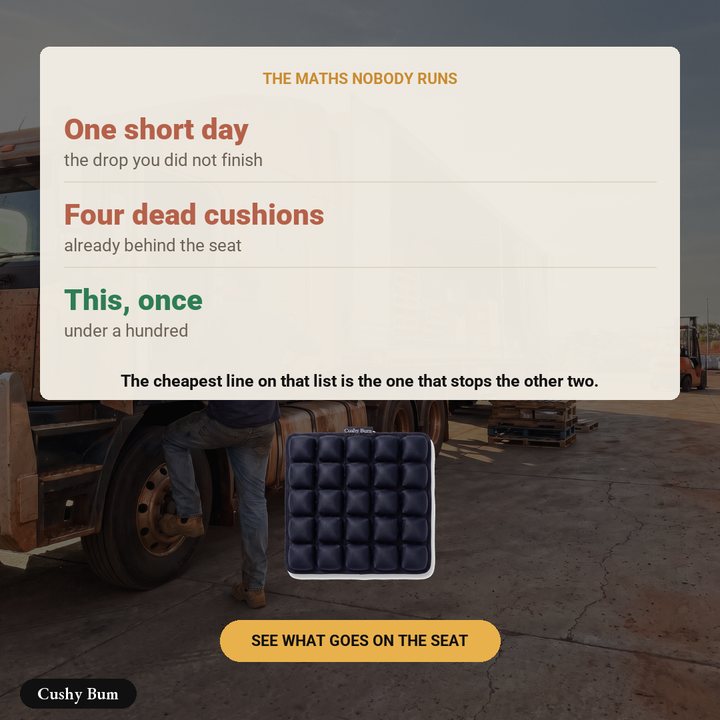 THE MATHS NOBODY RUNS
One short day
the drop you did not finish
Four dead cushions
already behind the seat
This, once
under a hundred
The cheapest line on that list is the one that stops the other two.
Cushy Bum
SEE WHAT GOES ON THE SEAT
Cushy Bum